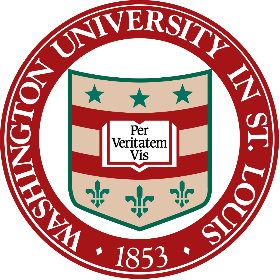 WASHINGTON UNIVERSITY IN ST. LOUIS
Per
Veritatem
Vis
· 1853 ·